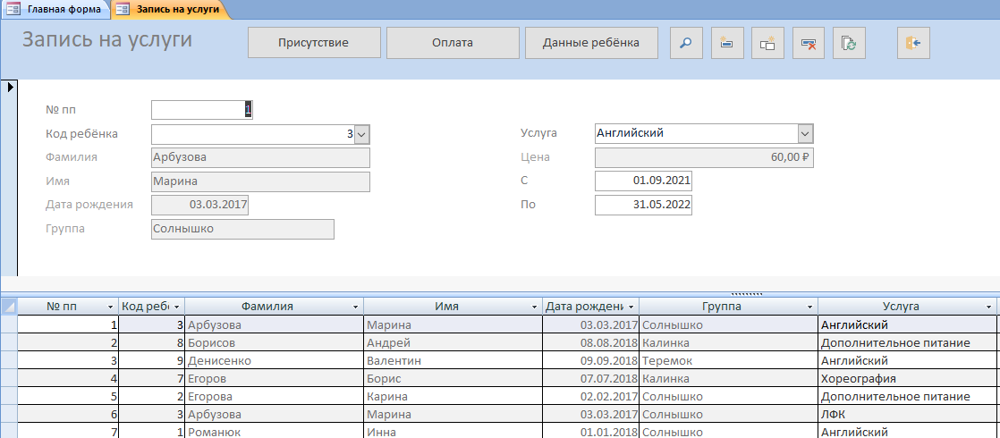 Главная форма Запись на услуги
Запись на услуги Присутствие Оплата Данные ребёнка
№ пп 1
Код ребёнка 3 Услуга Английский
Фамилия Арбузова Цена 60,00 ₽
Имя Марина С 01.09.2021
Дата рождения 03.03.2017 По 31.05.2022
Группа Солнышко
№ пп Код реб Фамилия Имя Дата рождени Группа Услуга
1 3 Арбузова Марина 03.03.2017 Солнышко Английский
2 8 Борисов Андрей 08.08.2018 Калинка Дополнительное питание
3 9 Денисенко Валентин 09.09.2018 Теремок Английский
4 7 Егоров Борис 07.07.2018 Калинка Хореография
5 2 Егорова Карина 02.02.2017 Солнышко Дополнительное питание
6 3 Арбузова Марина 03.03.2017 Солнышко ЛФК
7 1 Романюк Инна 01.01.2018 Солнышко Английский